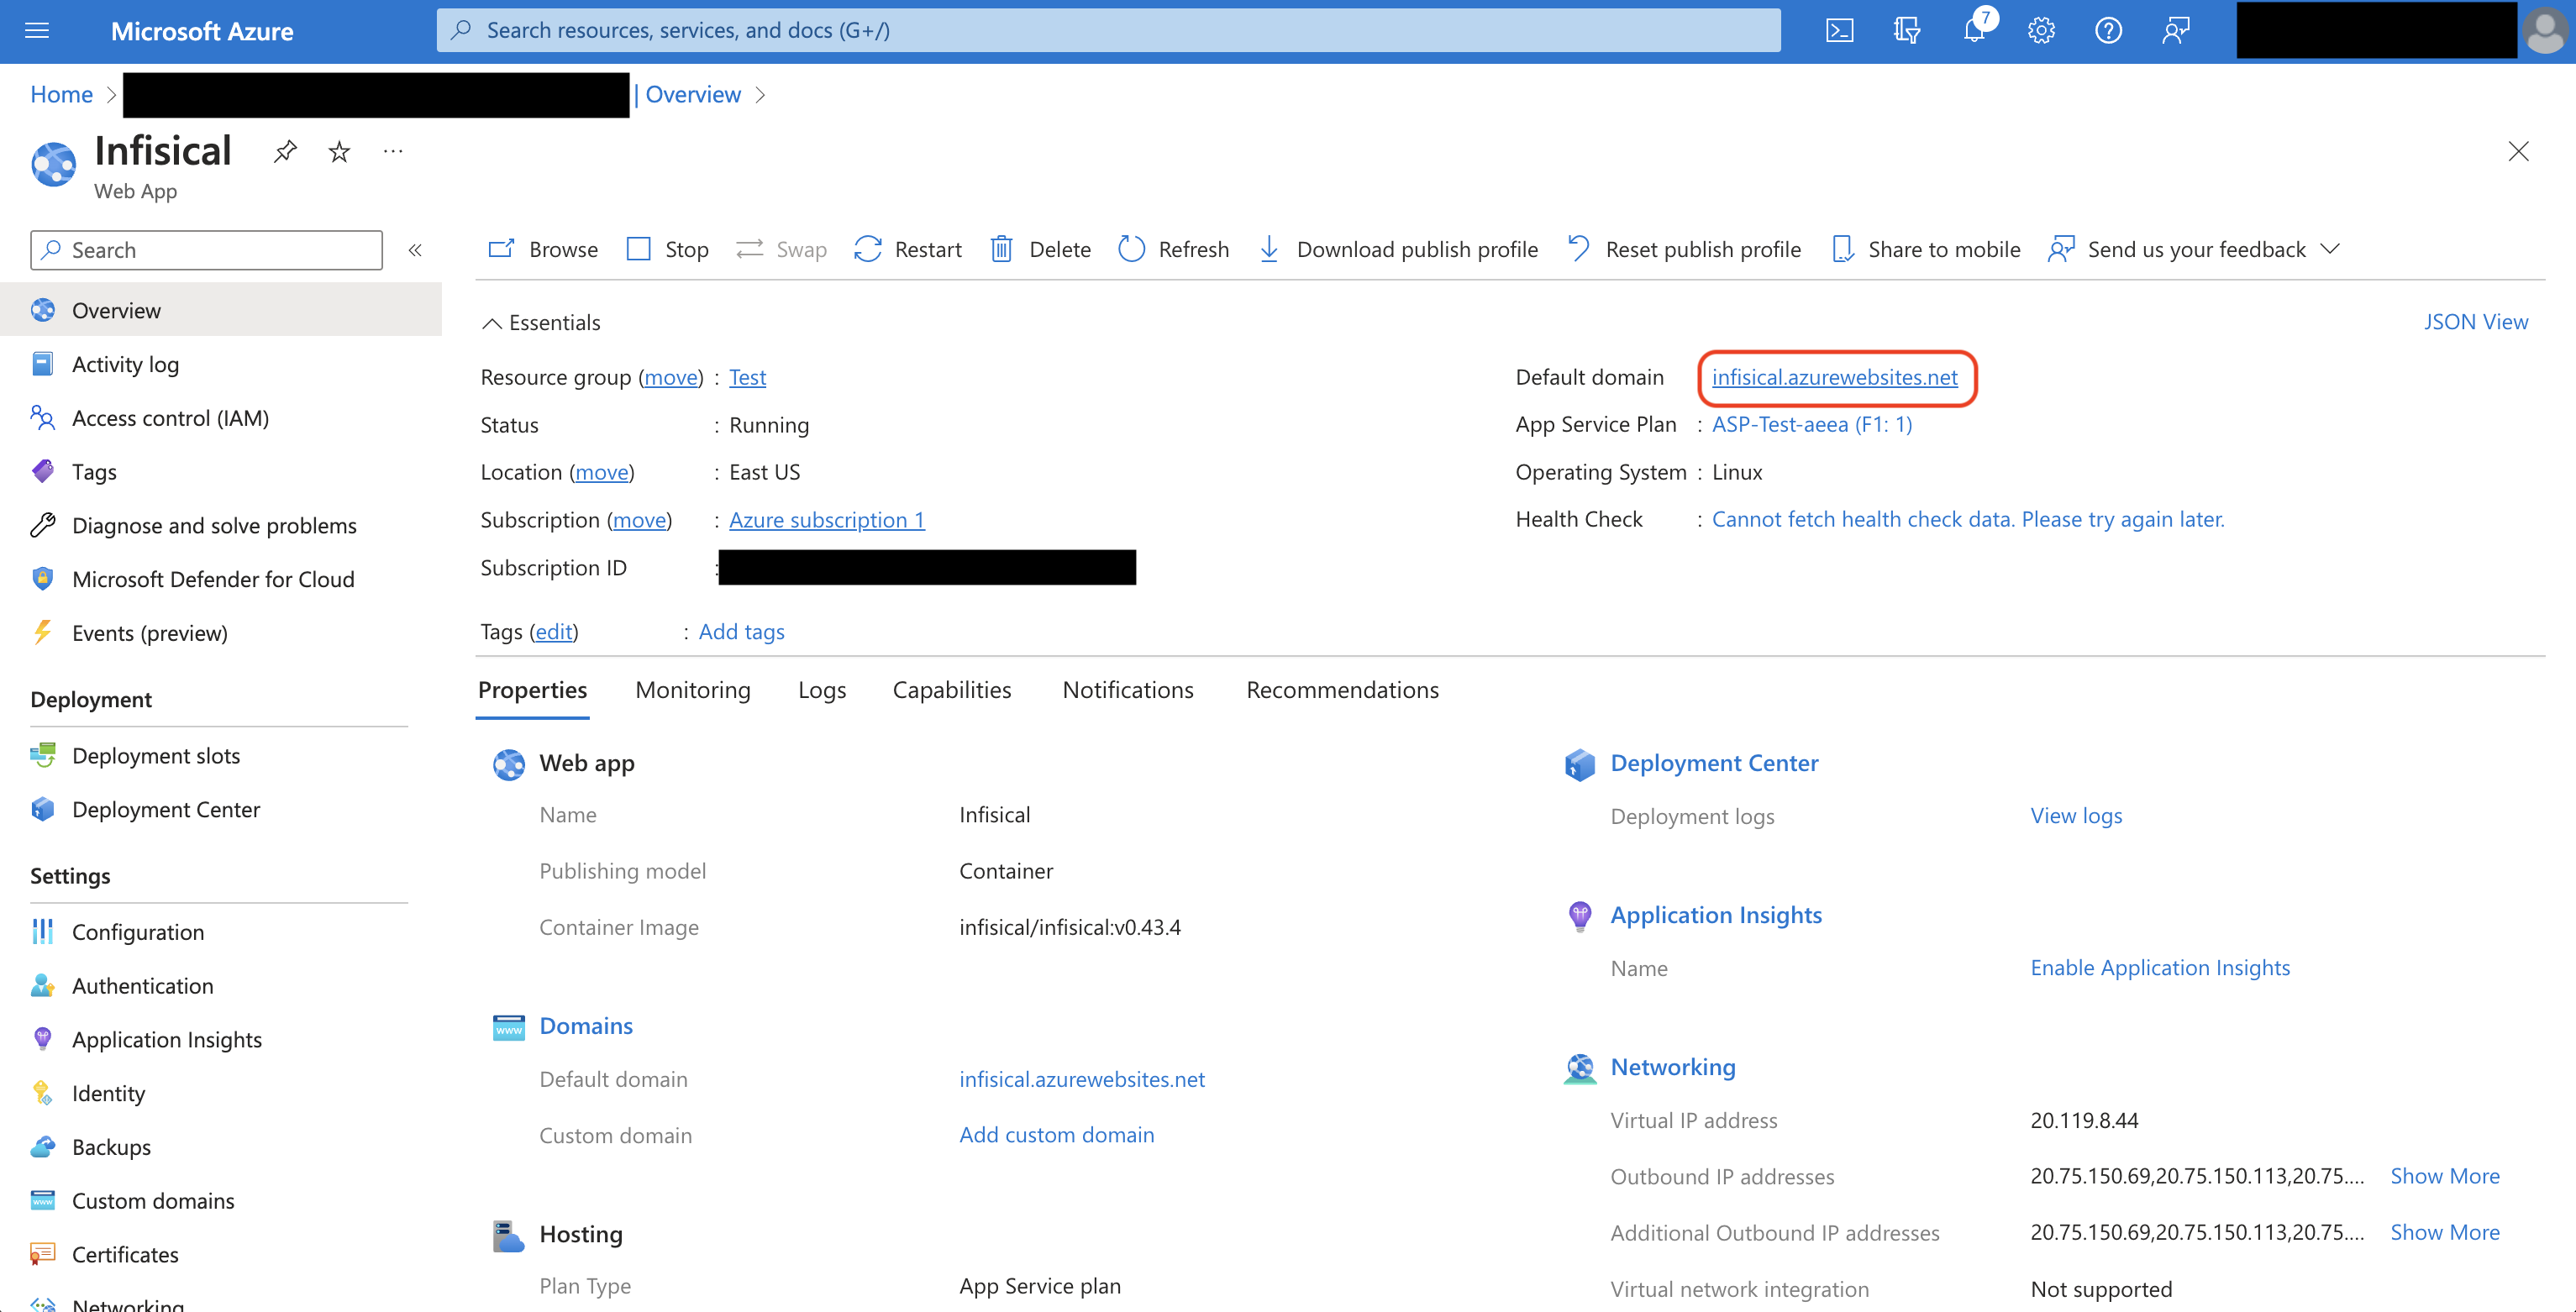 Microsoft Azure
Search resources, services, and docs (G+/)
7
Home > | Overview >
Infisical
Web App
Search
«
Browse Stop Swap Restart Delete Refresh Download publish profile Reset publish profile Share to mobile Send us your feedback
Overview
Activity log
Access control (IAM)
Tags
Diagnose and solve problems
Microsoft Defender for Cloud
Events (preview)
Deployment
Deployment slots
Deployment Center
Settings
Configuration
Authentication
Application Insights
Identity
Backups
Custom domains
Certificates
Networking
Essentials
JSON View
Resource group (move) : Test
Status : Running
Location (move) : East US
Subscription (move) : Azure subscription 1
Subscription ID :
Tags (edit) : Add tags
Default domain infisical.azurewebsites.net
App Service Plan : ASP-Test-aeea (F1: 1)
Operating System : Linux
Health Check : Cannot fetch health check data. Please try again later.
Properties Monitoring Logs Capabilities Notifications Recommendations
Web app
Name Infisical
Publishing model Container
Container Image infisical/infisical:v0.43.4
Domains
Default domain infisical.azurewebsites.net
Custom domain Add custom domain
Hosting
Plan Type App Service plan
Deployment Center
Deployment logs View logs
Application Insights
Name Enable Application Insights
Networking
Virtual IP address 20.119.8.44
Outbound IP addresses 20.75.150.69,20.75.150.113,20.75.... Show More
Additional Outbound IP addresses 20.75.150.69,20.75.150.113,20.75.... Show More
Virtual network integration Not supported